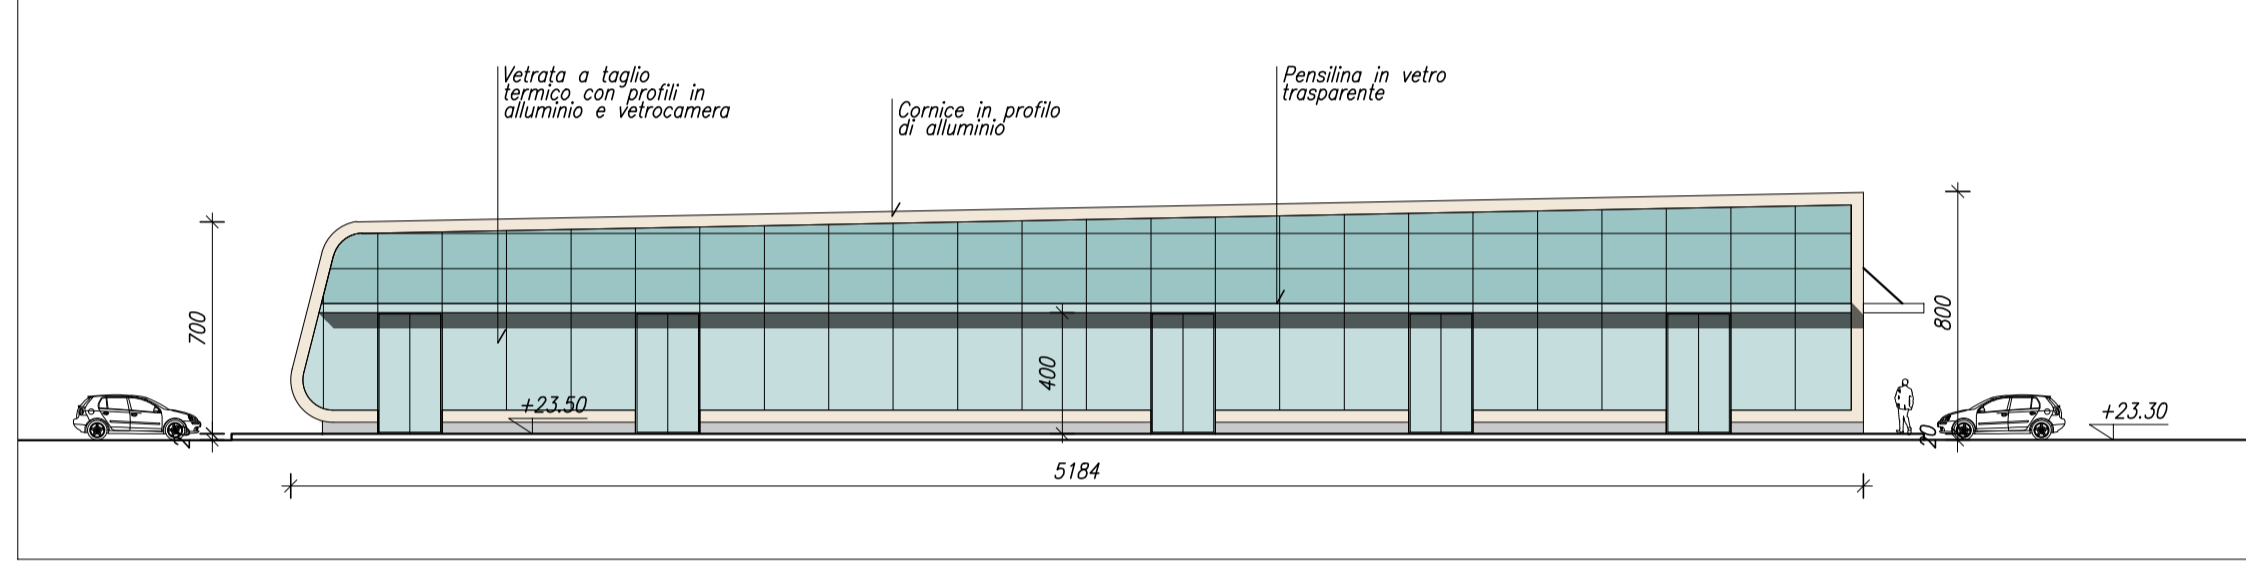 Vetrata a taglio
termico con profili in
alluminio e vetrocamera
Cornice in profilo
di alluminio
Pensilina in vetro
trasparente
700
400
800
+23.50
+23.30
20
5184